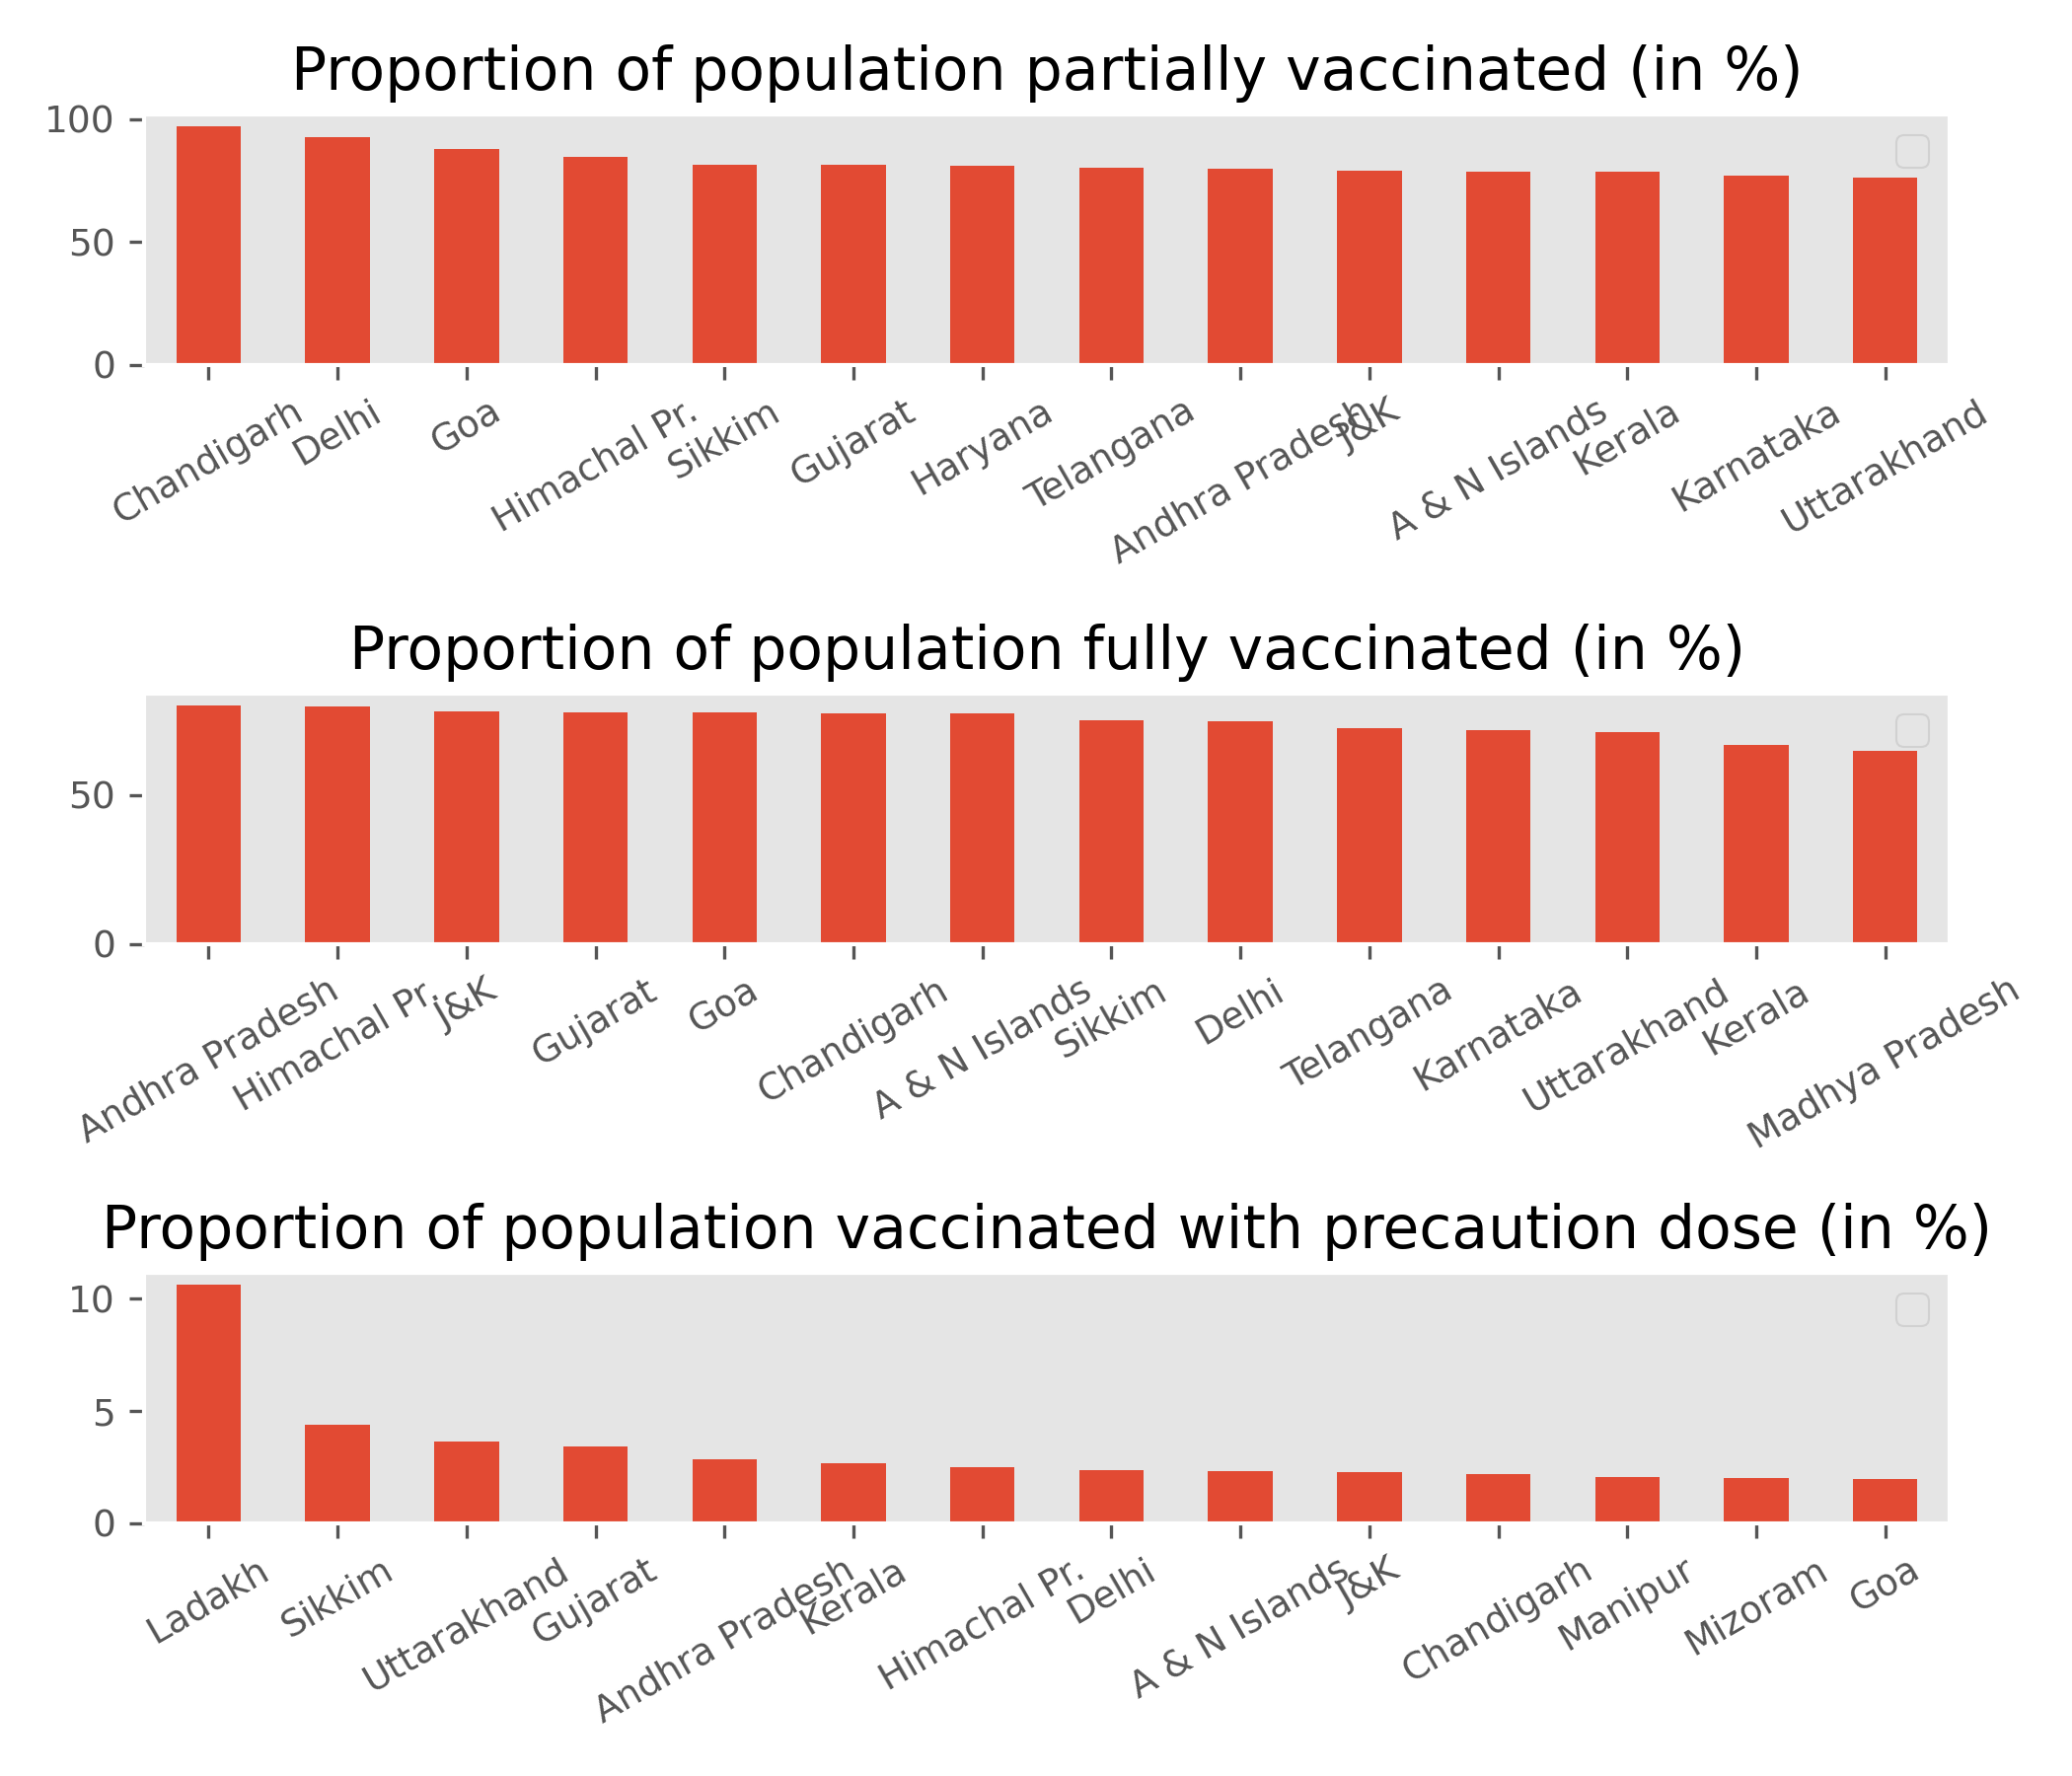 Proportion of population partially vaccinated (in %)
100
50
0
Chandigarh
Delhi
Goa
Himachal Pr.
Sikkim
Gujarat
Haryana
Telangana
Andhra Pradesh
J&K
A & N Islands
Kerala
Karnataka
Uttarakhand
Proportion of population fully vaccinated (in %)
50
0
Andhra Pradesh
Himachal Pr.
J&K
Gujarat
Goa
Chandigarh
A & N Islands
Sikkim
Delhi
Telangana
Karnataka
Uttarakhand
Kerala
Madhya Pradesh
Proportion of population vaccinated with precaution dose (in %)
10
5
0
Ladakh
Sikkim
Uttarakhand
Gujarat
Andhra Pradesh
Kerala
Himachal Pr.
Delhi
A & N Islands
J&K
Chandigarh
Manipur
Mizoram
Goa